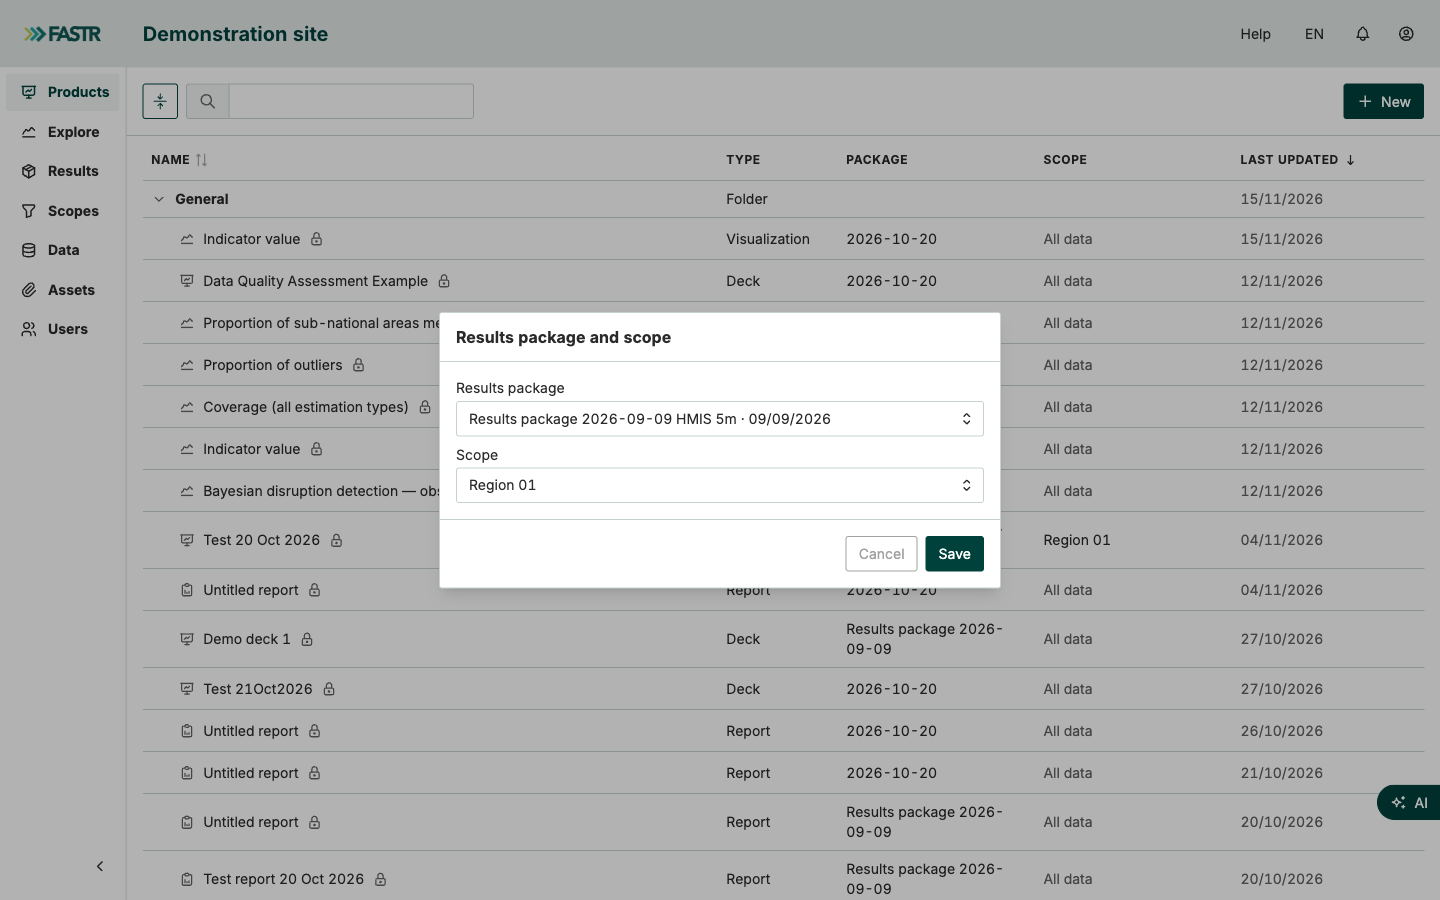 FASTR
Demonstration site
Help
EN
Products
Explore
Results
Scopes
Data
Assets
Users
New
NAME
TYPE
PACKAGE
SCOPE
LAST UPDATED
General
Folder
15/11/2026
Indicator value
Visualization
2026-10-20
All data
15/11/2026
Data Quality Assessment Example
Deck
2026-10-20
All data
12/11/2026
Proportion of sub-national areas
All data
12/11/2026
Proportion of outliers
All data
12/11/2026
Coverage (all estimation types)
All data
12/11/2026
Indicator value
All data
12/11/2026
Bayesian disruption detection —
All data
12/11/2026
Test 20 Oct 2026
Region 01
04/11/2026
Untitled report
Report
2026-10-20
All data
04/11/2026
Demo deck 1
Deck
Results package 2026-
09-09
All data
27/10/2026
Test 21Oct2026
Deck
2026-10-20
All data
27/10/2026
Untitled report
Report
2026-10-20
All data
26/10/2026
Untitled report
Report
2026-10-20
All data
21/10/2026
Untitled report
Report
Results package 2026-
09-09
All data
20/10/2026
Test report 20 Oct 2026
Report
Results package 2026-
09-09
All data
20/10/2026
Results package and scope
Results package
Results package 2026-09-09 HMIS 5m · 09/09/2026
Scope
Region 01
Cancel
Save
AI